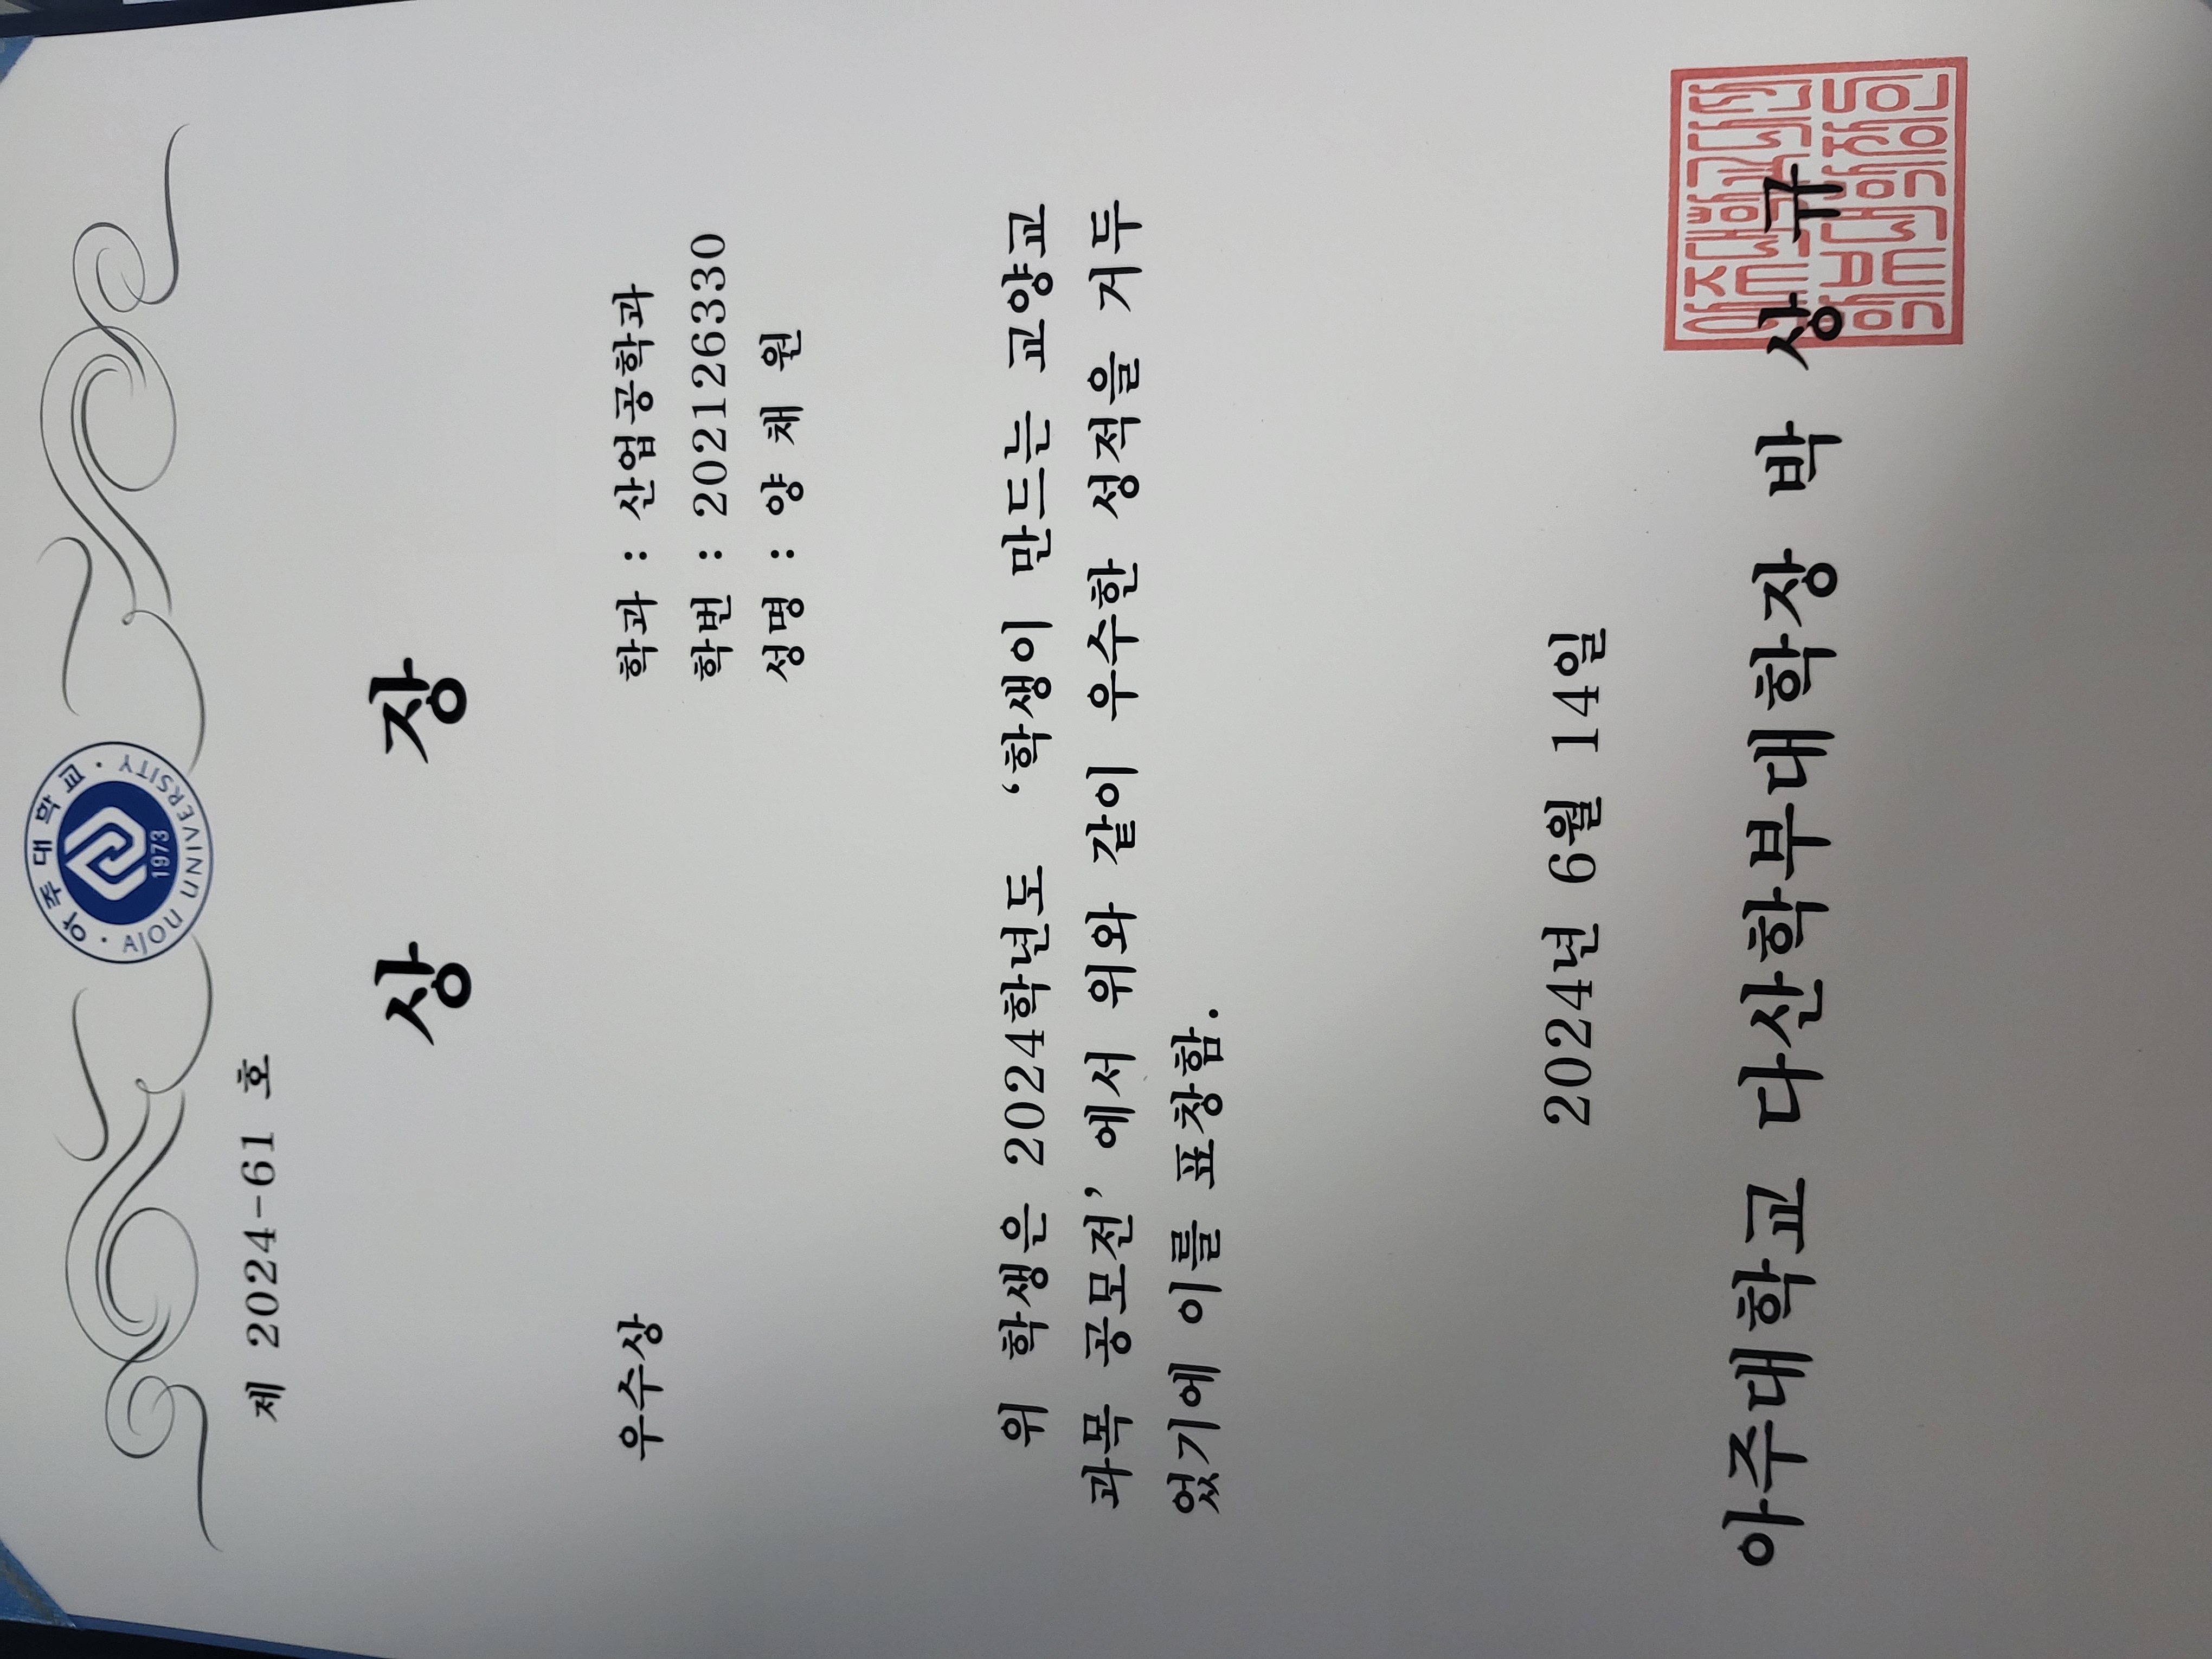 아주대학교
AJOU UNIVERSITY
1973
제 2024-61 호
상 장
우수상
학과 : 산업공학과
학번 : 202126330
성명 : 양 채 원
위 학생은 2024학년도 ‘학생이 만드는 교양교
과목 공모전’ 에서 위와 같이 우수한 성적을 거두
었기에 이를 표창함.
2024년 6월 14일
아주대학교 다산학부대학장 박 상 규
아주대학교다산
학부대학장인